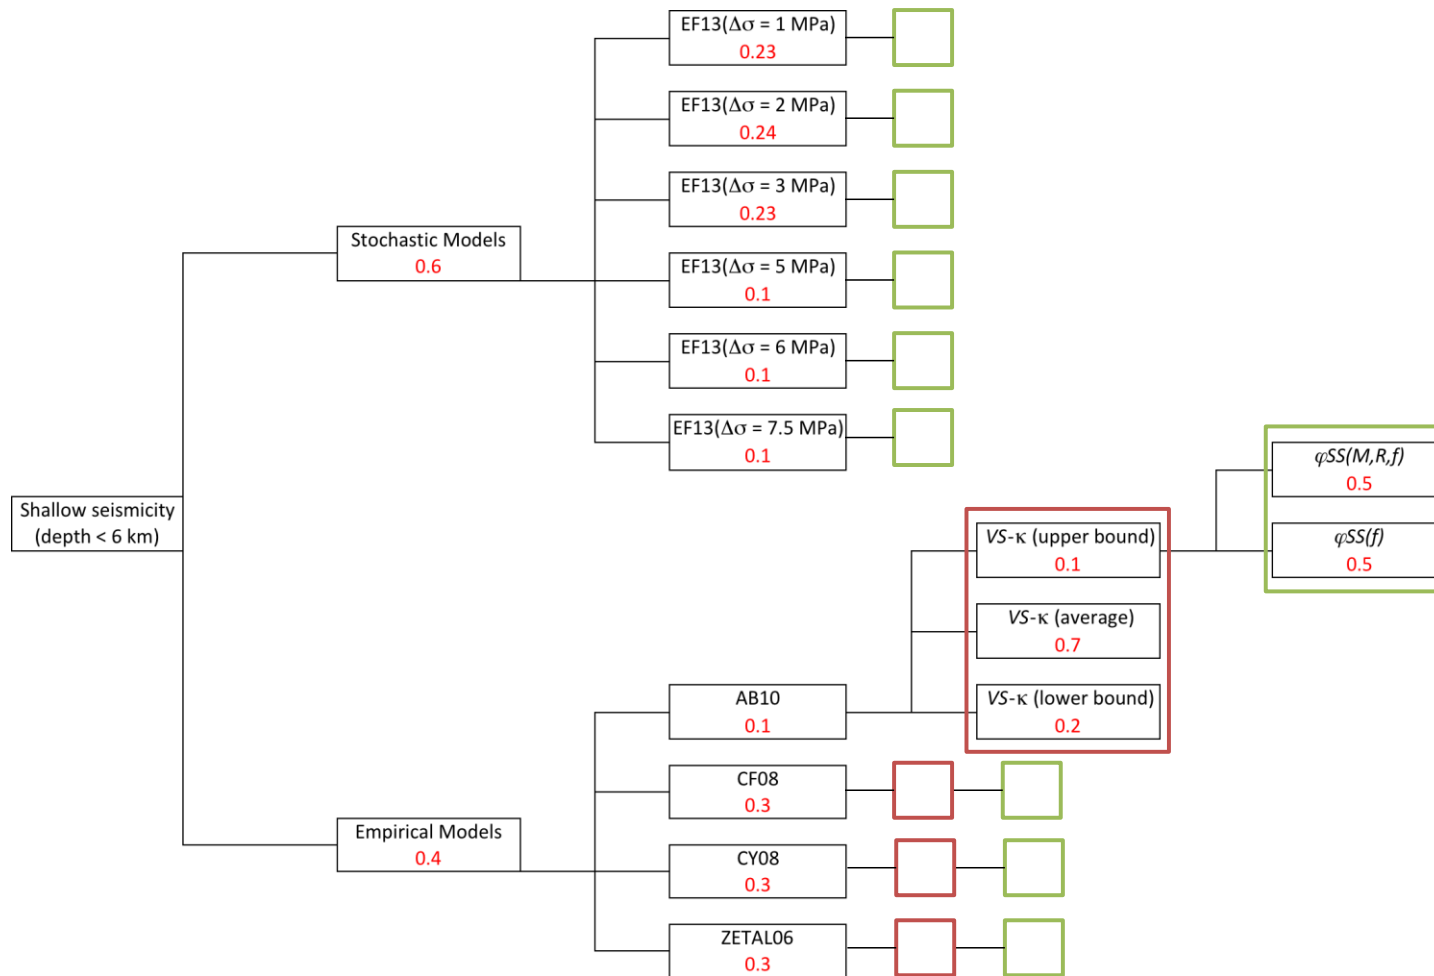 EF13(Δσ = 1 MPa)
0.23
EF13(Δσ = 2 MPa)
0.24
EF13(Δσ = 3 MPa)
0.23
Stochastic Models
0.6
EF13(Δσ = 5 MPa)
0.1
EF13(Δσ = 6 MPa)
0.1
EF13(Δσ = 7.5 MPa)
0.1
φSS(M,R,f)
0.5
Shallow seismicity
(depth < 6 km)
VS-κ (upper bound)
0.1
φSS(f)
0.5
VS-κ (average)
0.7
AB10
0.1
VS-κ (lower bound)
0.2
CF08
0.3
Empirical Models
0.4
CY08
0.3
ZETAL06
0.3